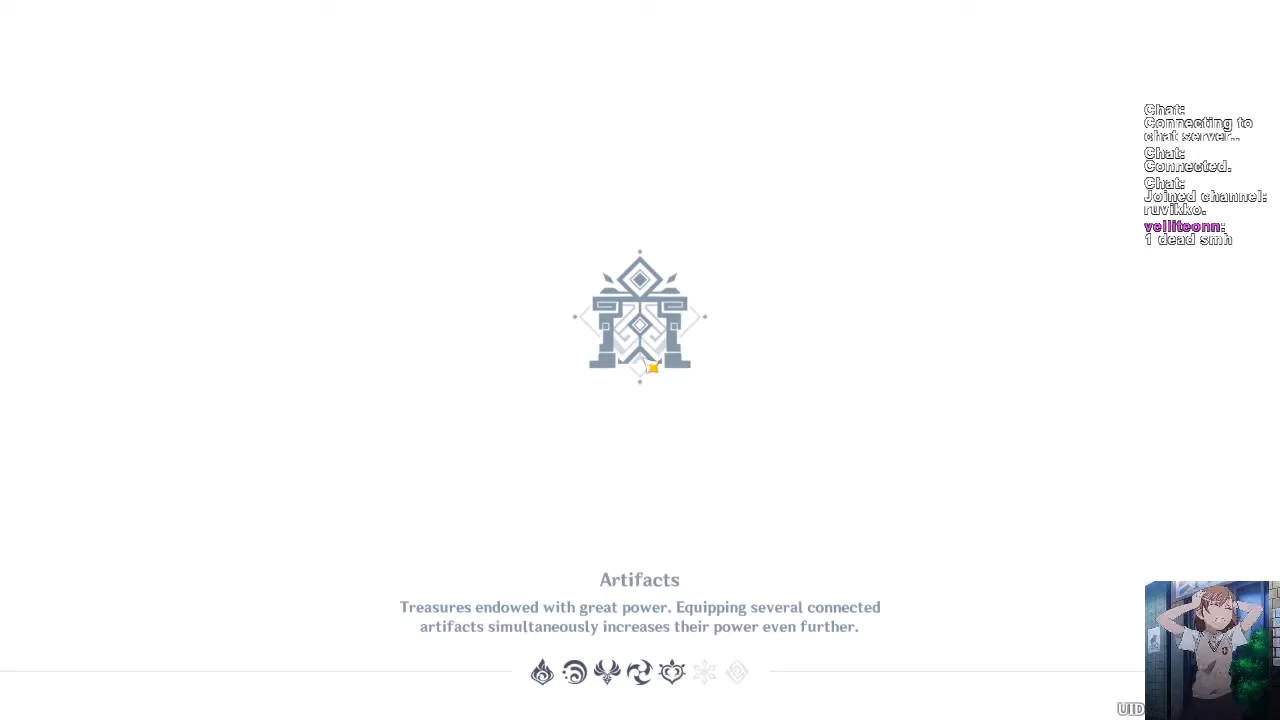 Chat:
Connecting to
chat server..
Chat:
Connected.
Chat:
Joined channel:
ruvikko.
velliteonn:
1 dead smh
Artifacts
Treasures endowed with great power. Equipping several connected
artifacts simultaneously increases their power even further.
UID